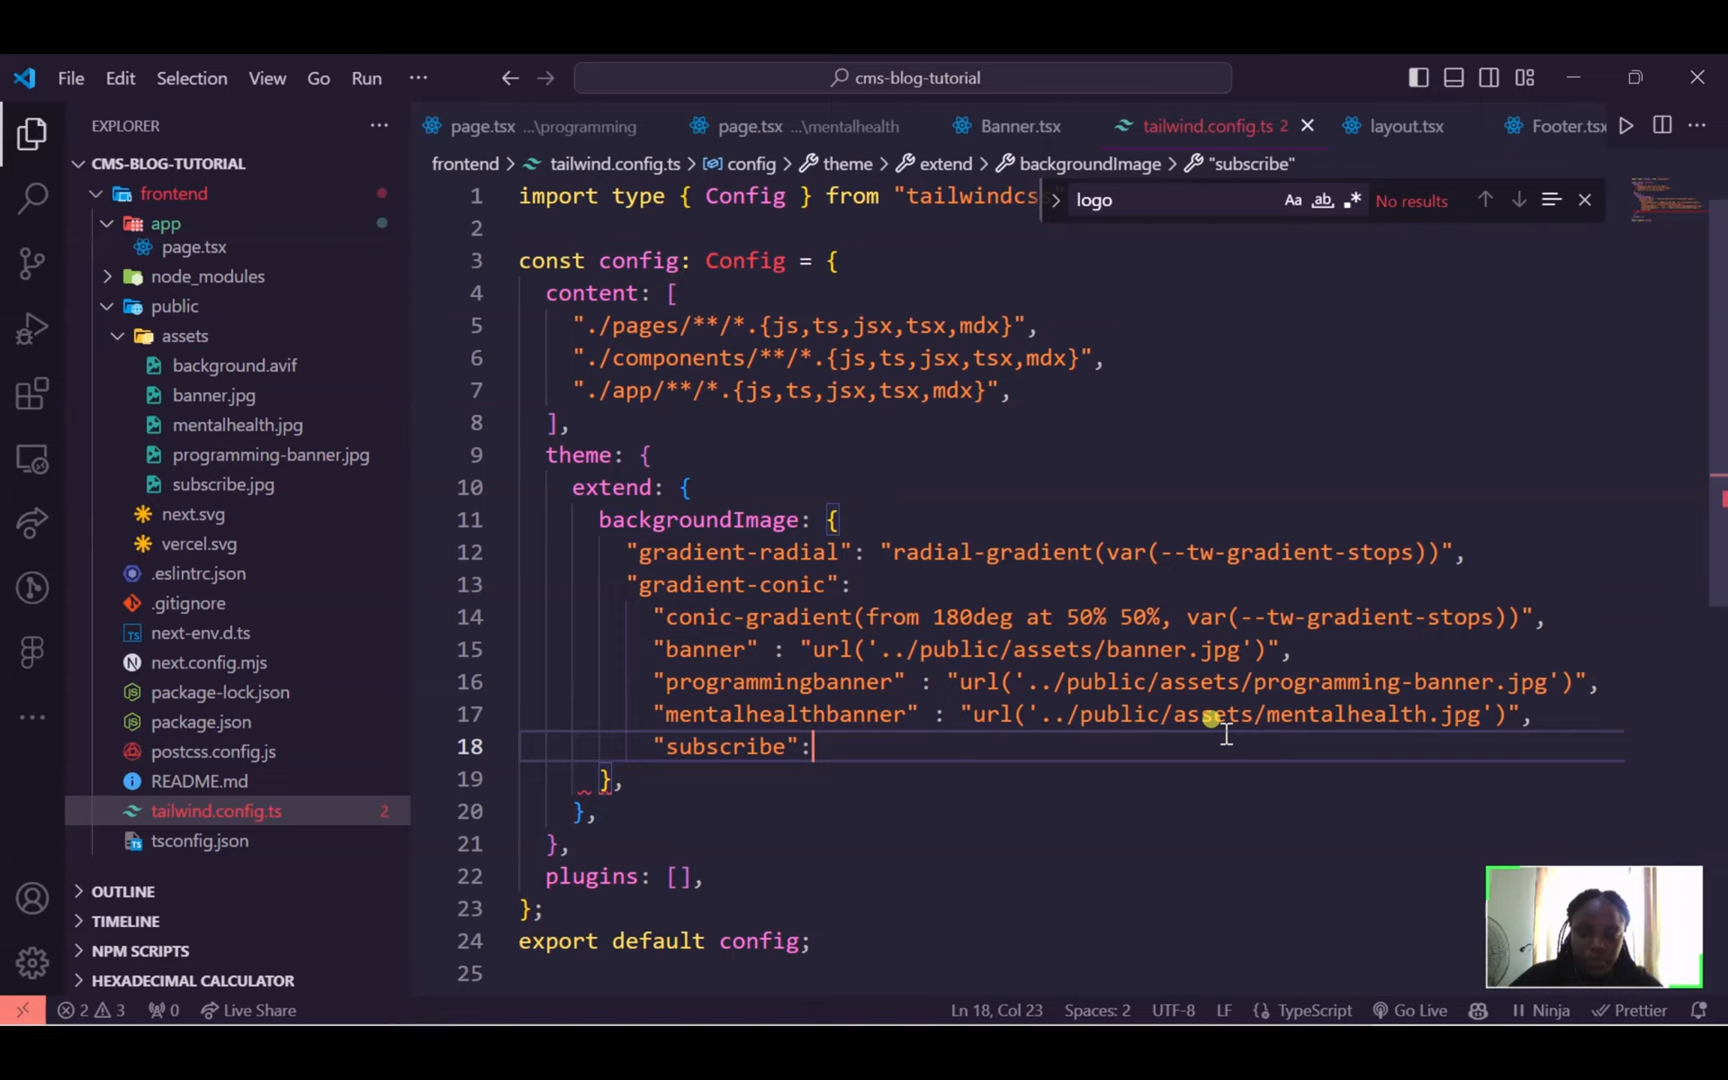 File Edit Selection View Go Run ··· cms-blog-tutorial
EXPLORER ···
CMS-BLOG-TUTORIAL
frontend
app
page.tsx
node_modules
public
assets
background.avif
banner.jpg
mentalhealth.jpg
programming-banner.jpg
subscribe.jpg
next.svg
vercel.svg
.eslintrc.json
.gitignore
next-env.d.ts
next.config.mjs
package-lock.json
package.json
postcss.config.js
README.md
tailwind.config.ts 2
tsconfig.json
OUTLINE
TIMELINE
NPM SCRIPTS
HEXADECIMAL CALCULATOR
page.tsx ...\programming page.tsx ...\mentalhealth Banner.tsx tailwind.config.ts 2 layout.tsx Footer.tsx
frontend > tailwind.config.ts > config > theme > extend > backgroundImage > "subscribe"
logo Aa ab .* No results
1 import type { Config } from "tailwindcs
2
3 const config: Config = {
4 content: [
5 "./pages/**/*.{js,ts,jsx,tsx,mdx}",
6 "./components/**/*.{js,ts,jsx,tsx,mdx}",
7 "./app/**/*.{js,ts,jsx,tsx,mdx}",
8 ],
9 theme: {
10 extend: {
11 backgroundImage: {
12 "gradient-radial": "radial-gradient(var(--tw-gradient-stops))",
13 "gradient-conic":
14 "conic-gradient(from 180deg at 50% 50%, var(--tw-gradient-stops))",
15 "banner" : "url('../public/assets/banner.jpg')",
16 "programmingbanner" : "url('../public/assets/programming-banner.jpg')",
17 "mentalhealthbanner" : "url('../public/assets/mentalhealth.jpg')",
18 "subscribe":
19 },
20 },
21 },
22 plugins: [],
23 };
24 export default config;
25
2 3 0 Live Share Ln 18, Col 23 Spaces: 2 UTF-8 LF {} TypeScript Go Live Ninja Prettier